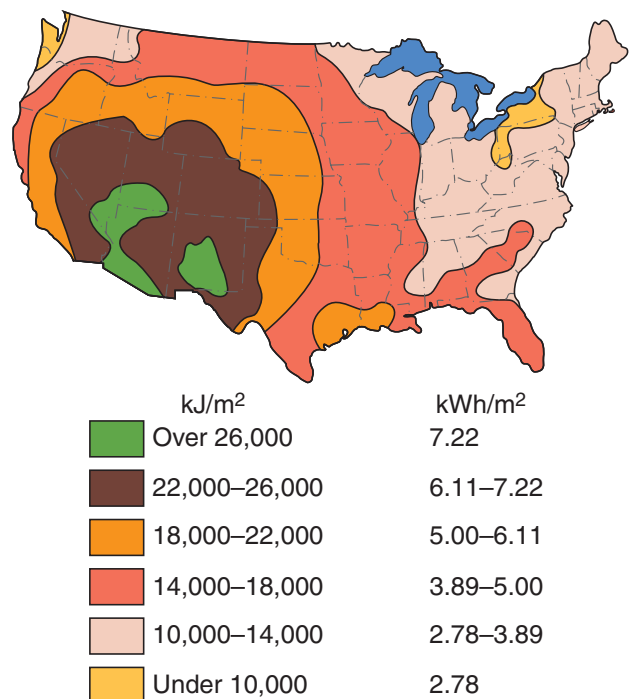 kJ/m² kWh/m²
Over 26,000 7.22
22,000–26,000 6.11–7.22
18,000–22,000 5.00–6.11
14,000–18,000 3.89–5.00
10,000–14,000 2.78–3.89
Under 10,000 2.78